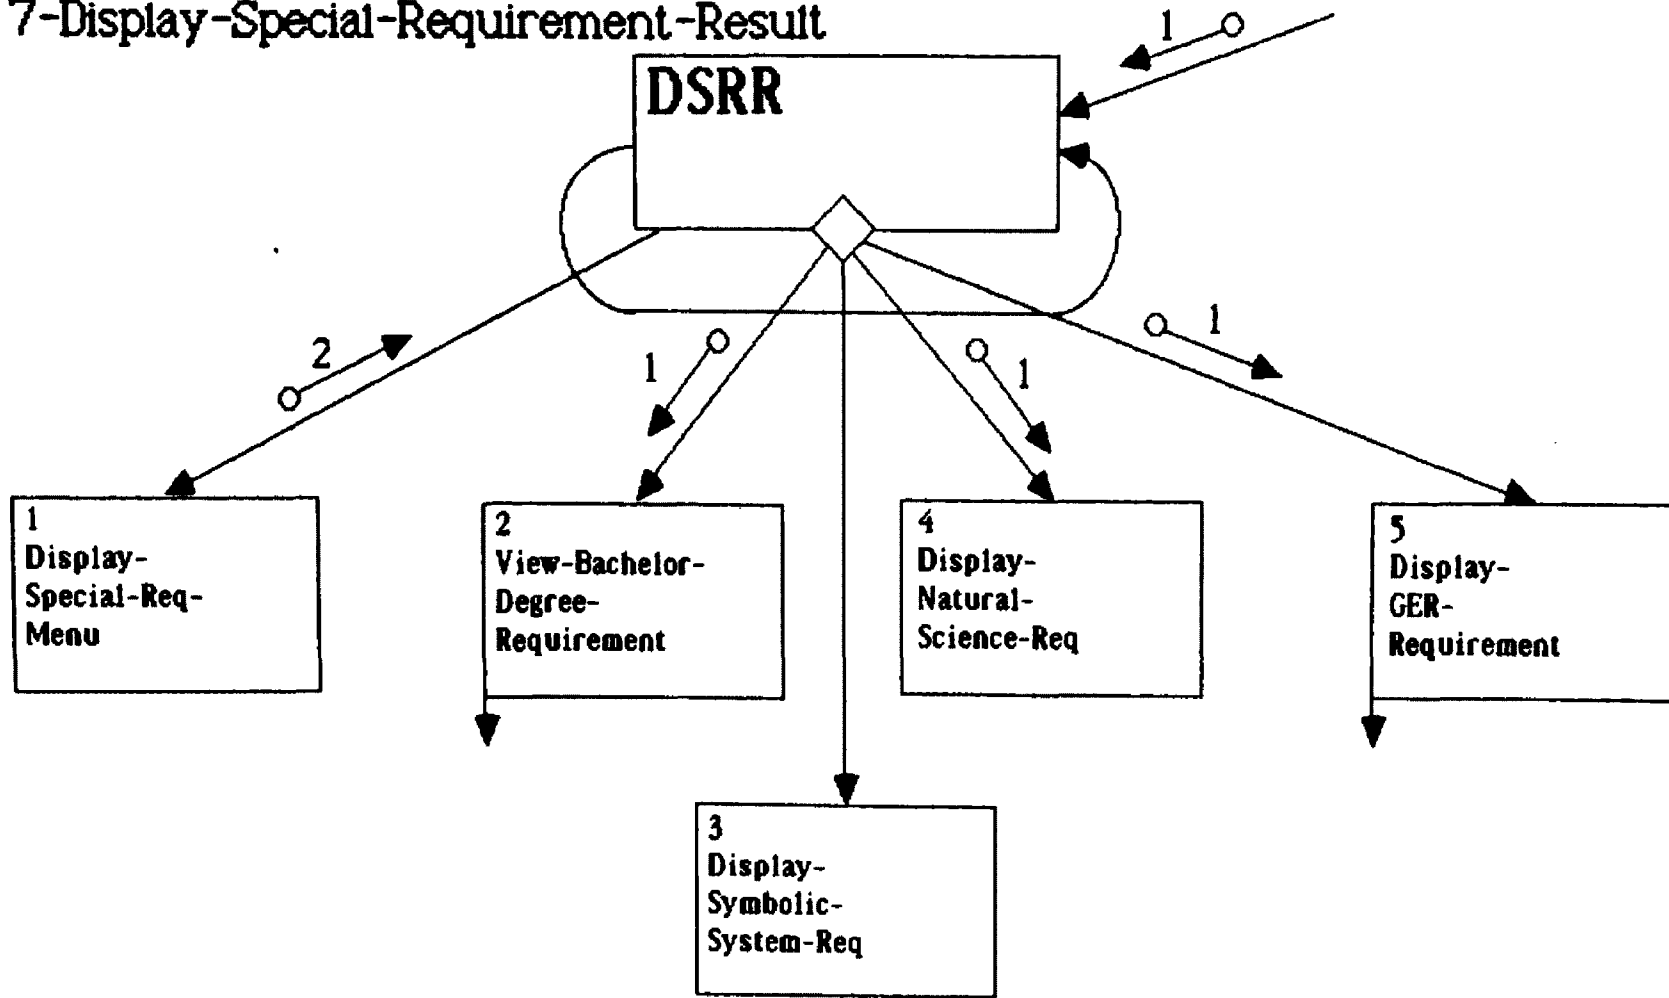 7-Display-Special-Requirement-Result
1
DSRR
2
1
1
1
1
Display-
Special-Req-
Menu
2
View-Bachelor-
Degree-
Requirement
4
Display-
Natural-
Science-Req
5
Display-
GER-
Requirement
3
Display-
Symbolic-
System-Req